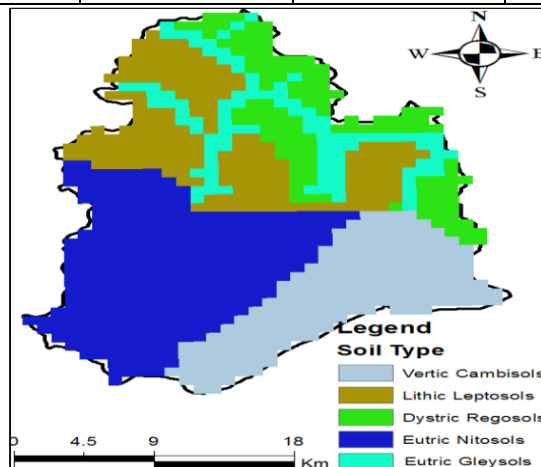 N
W E
S
Legend
Soil Type
Vertic Cambisols
Lithic Leptosols
Dystric Regosols
Eutric Nitosols
Eutric Gleysols
0 4.5 9 18
Km